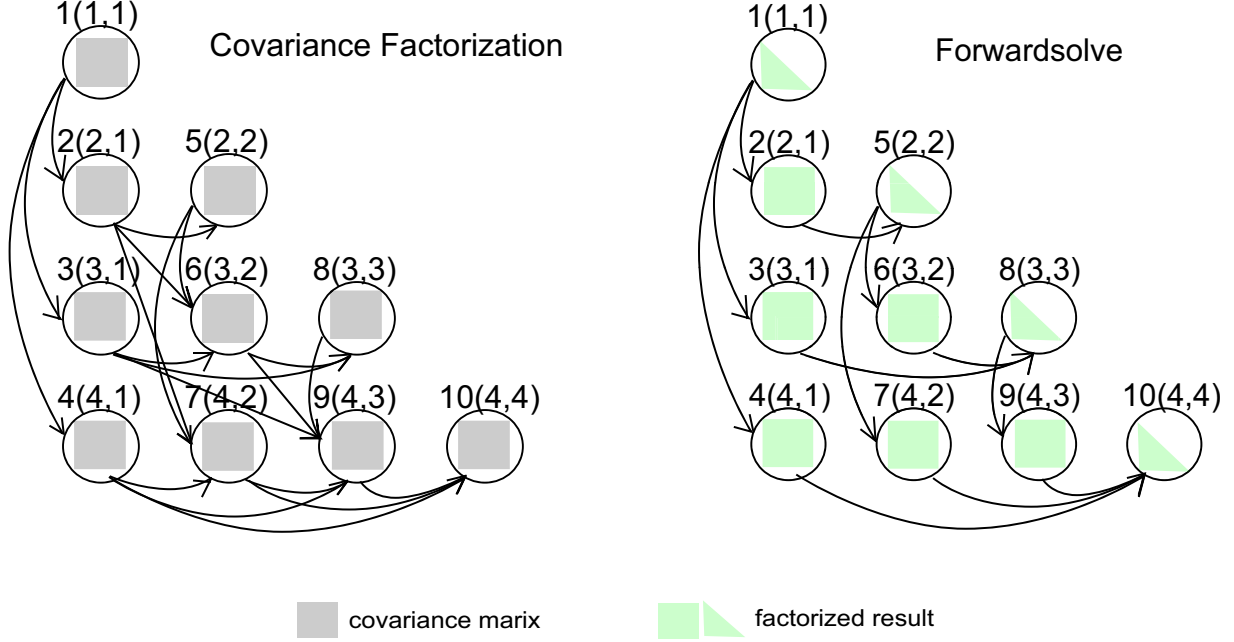 1(1,1)
Covariance Factorization
2(2,1) 5(2,2)
3(3,1) 6(3,2) 8(3,3)
4(4,1) 7(4,2) 9(4,3) 10(4,4)
1(1,1)
Forwardsolve
2(2,1) 5(2,2)
3(3,1) 6(3,2) 8(3,3)
4(4,1) 7(4,2) 9(4,3) 10(4,4)
covariance marix
factorized result